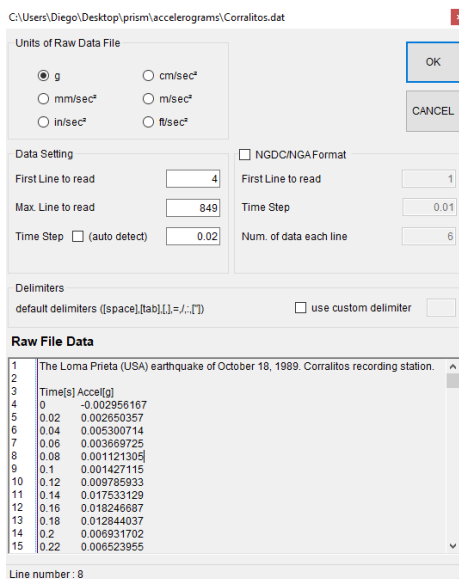 C:\Users\Diego\Desktop\prism\accelerograms\Corralitos.dat
x
Units of Raw Data File
g
cm/sec²
mm/sec²
m/sec²
in/sec²
ft/sec²
OK
CANCEL
Data Setting
First Line to read 4
Max. Line to read 849
Time Step (auto detect) 0.02
NGDC/NGA Format
First Line to read 1
Time Step 0.01
Num. of data each line 6
Delimiters
default delimiters ([space],[tab],[,],=,/,:,["])
use custom delimiter
Raw File Data
1 The Loma Prieta (USA) earthquake of October 18, 1989. Corralitos recording station.
2
3 Time[s] Accel[g]
4 0 -0.002956167
5 0.02 0.002650357
6 0.04 0.005300714
7 0.06 0.003669725
8 0.08 0.001121305
9 0.1 0.001427115
10 0.12 0.009785933
11 0.14 0.017533129
12 0.16 0.018246687
13 0.18 0.012844037
14 0.2 0.006931702
15 0.22 0.006523955
Line number : 8